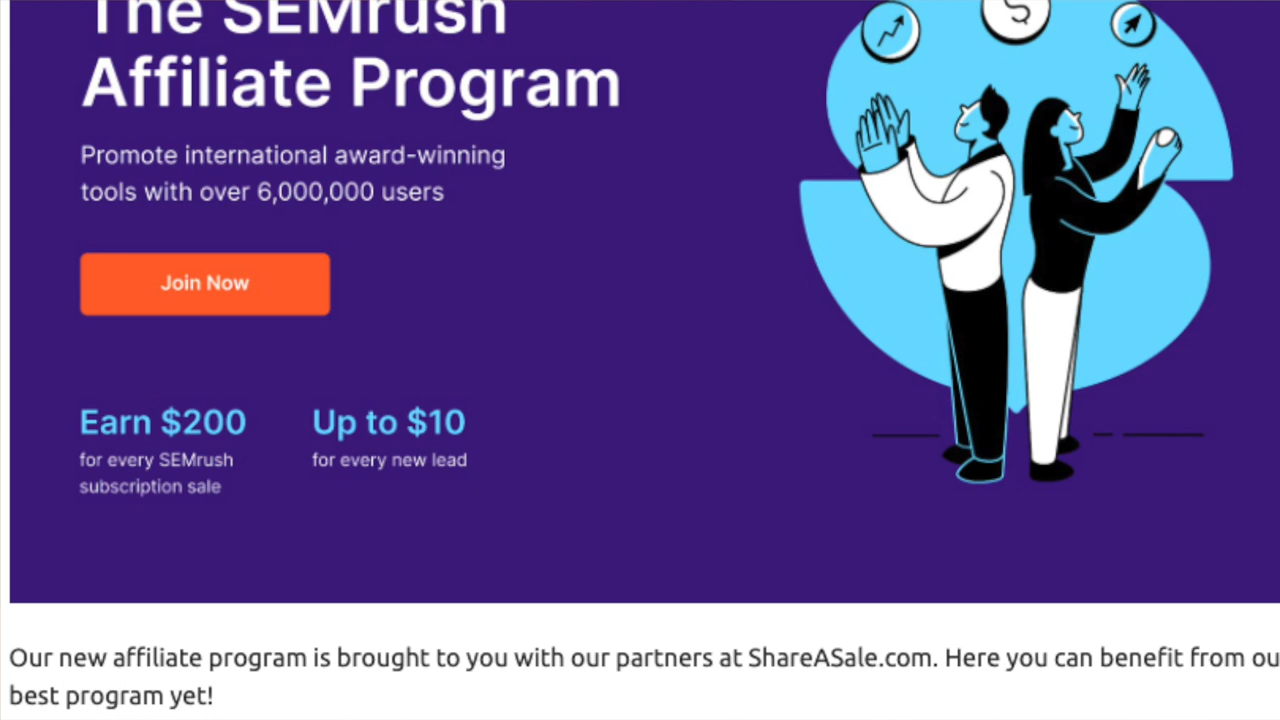 The SEMrush
Affiliate Program
Promote international award-winning
tools with over 6,000,000 users
Join Now
Earn $200
for every SEMrush
subscription sale
Up to $10
for every new lead
Our new affiliate program is brought to you with our partners at ShareASale.com. Here you can benefit from
best program yet!